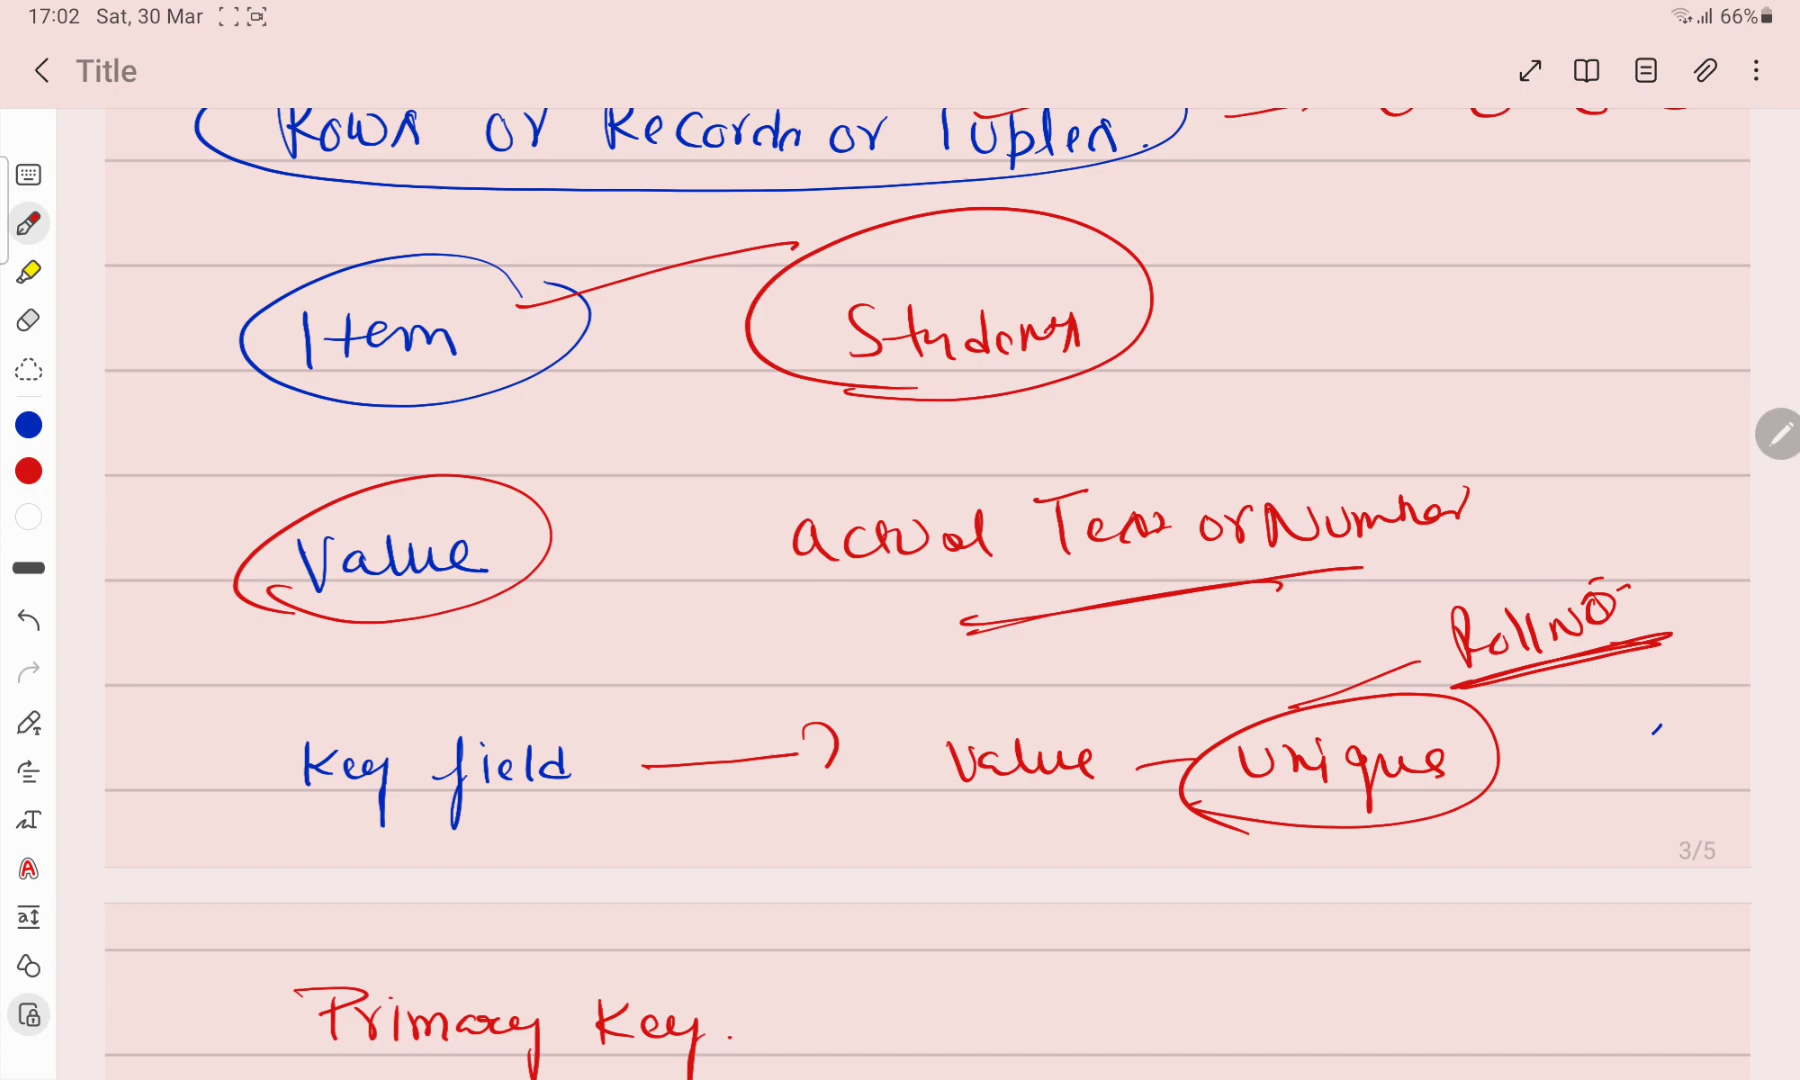 17:02 Sat, 30 Mar 66%
Title
Rows or Records or Tuples.
Item Students
Value Actual Text or Number
Roll No
Key field Value Unique
3/5
Primary Key.